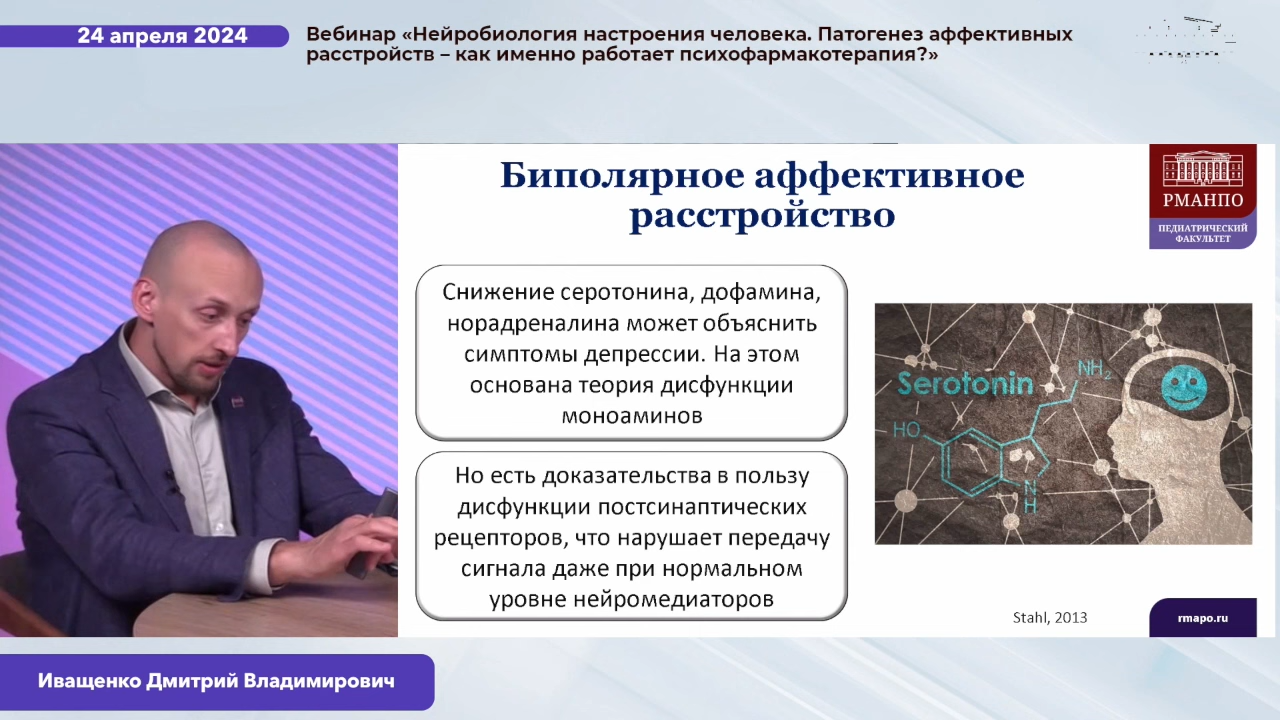 24 апреля 2024
Вебинар «Нейробиология настроения человека. Патогенез аффективных
расстройств – как именно работает психофармакотерапия?»
Биполярное аффективное
расстройство
РМАНПО
ПЕДИАТРИЧЕСКИЙ
ФАКУЛЬТЕТ
Снижение серотонина, дофамина,
норадреналина может объяснить
симптомы депрессии. На этом
основана теория дисфункции
моноаминов
Но есть доказательства в пользу
дисфункции постсинаптических
рецепторов, что нарушает передачу
сигнала даже при нормальном
уровне нейромедиаторов
Serotonin
NH₂
HO
N
H
Stahl, 2013
rmapo.ru
Иващенко Дмитрий Владимирович